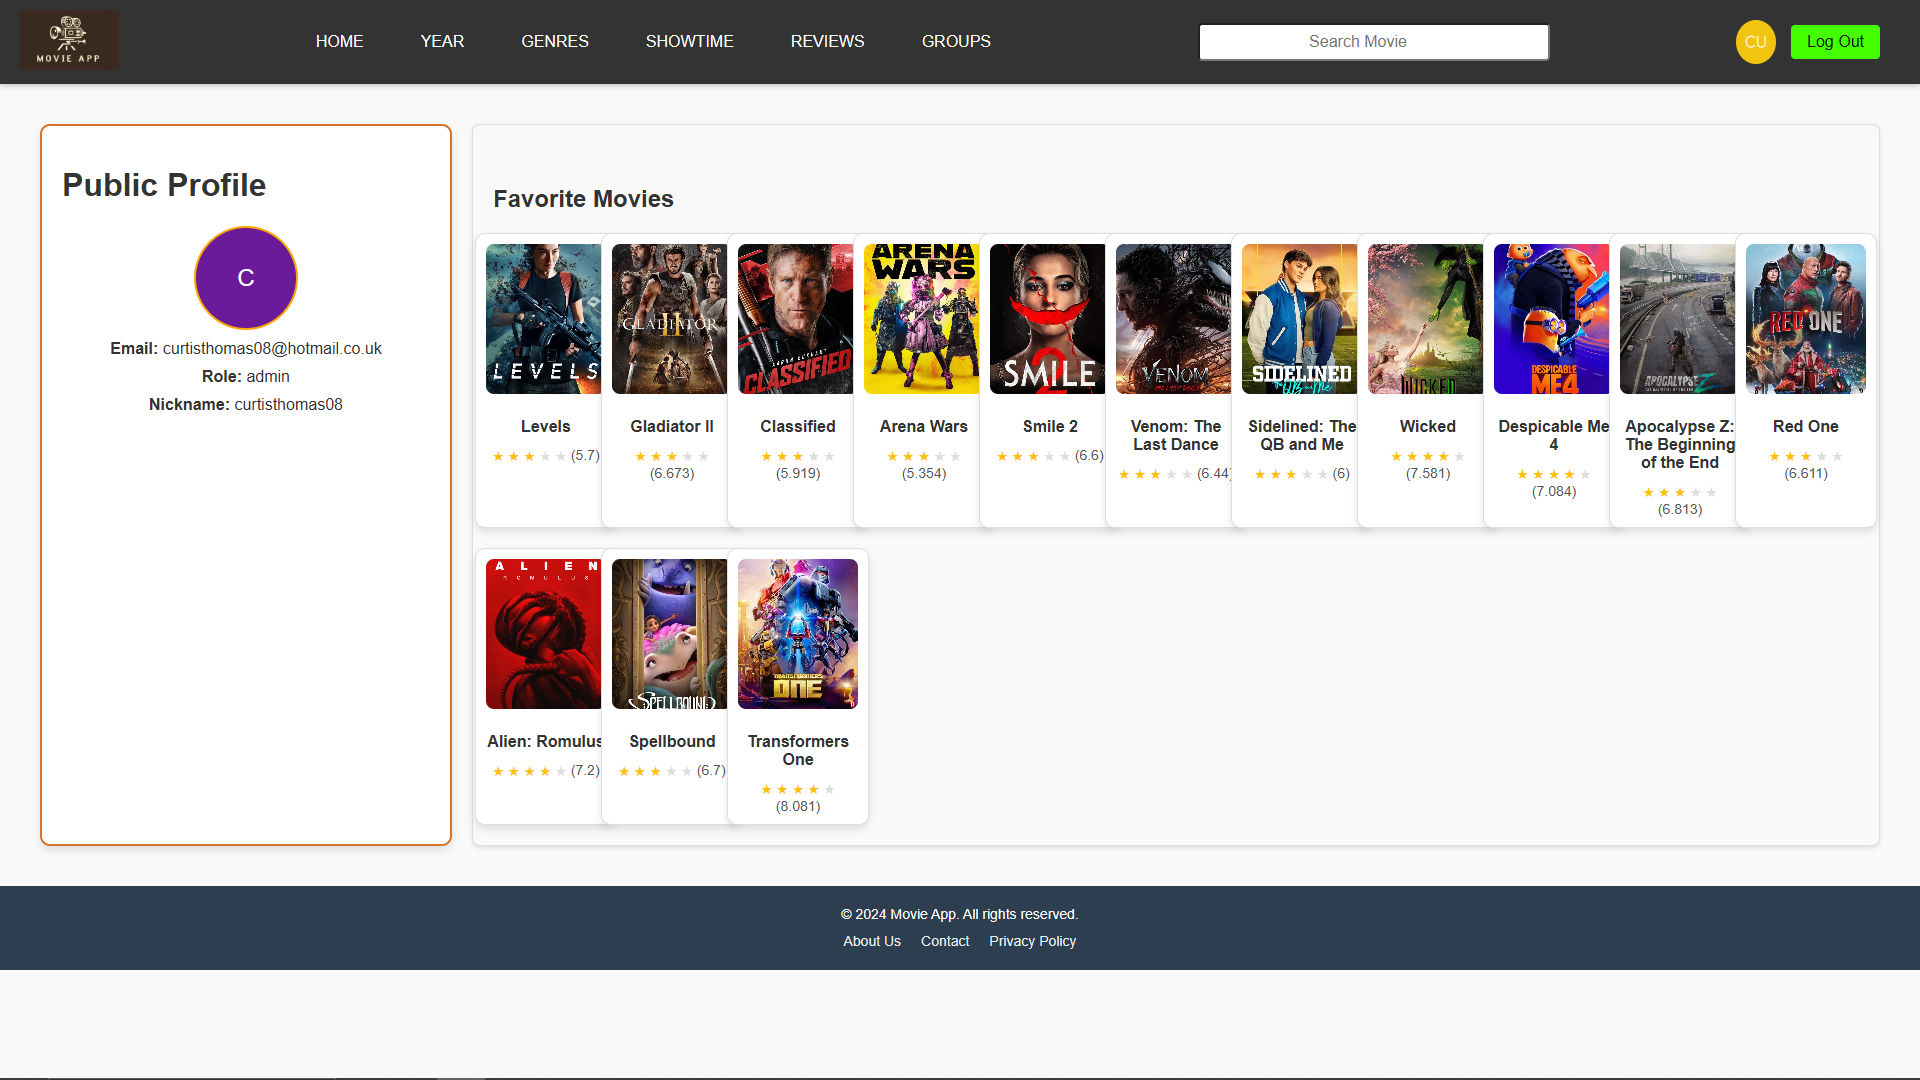 MOVIE APP
HOME YEAR GENRES SHOWTIME REVIEWS GROUPS
Search Movie
CU
Log Out
Public Profile
C
Email: curtisthomas08@hotmail.co.uk
Role: admin
Nickname: curtisthomas08
Favorite Movies
LEVELS
GLADIATOR
II
CLASSIFIED
ARENA WARS
SMILE
2
VENOM
SIDELINED
THE QB and Me
WICKED
DESPICABLE
ME4
APOCALYPSE Z
RED ONE
Levels
(5.7)
Gladiator II
(6.673)
Classified
(5.919)
Arena Wars
(5.354)
Smile 2
(6.6)
Venom: The
Last Dance
(6.44)
Sidelined: The
QB and Me
(6)
Wicked
(7.581)
Despicable Me
4
(7.084)
Apocalypse Z:
The Beginning
of the End
(6.813)
Red One
(6.611)
ALIEN
ROMULUS
SPELLBOUND
TRANSFORMERS
ONE
Alien: Romulus
(7.2)
Spellbound
(6.7)
Transformers
One
(8.081)
© 2024 Movie App. All rights reserved.
About Us Contact Privacy Policy